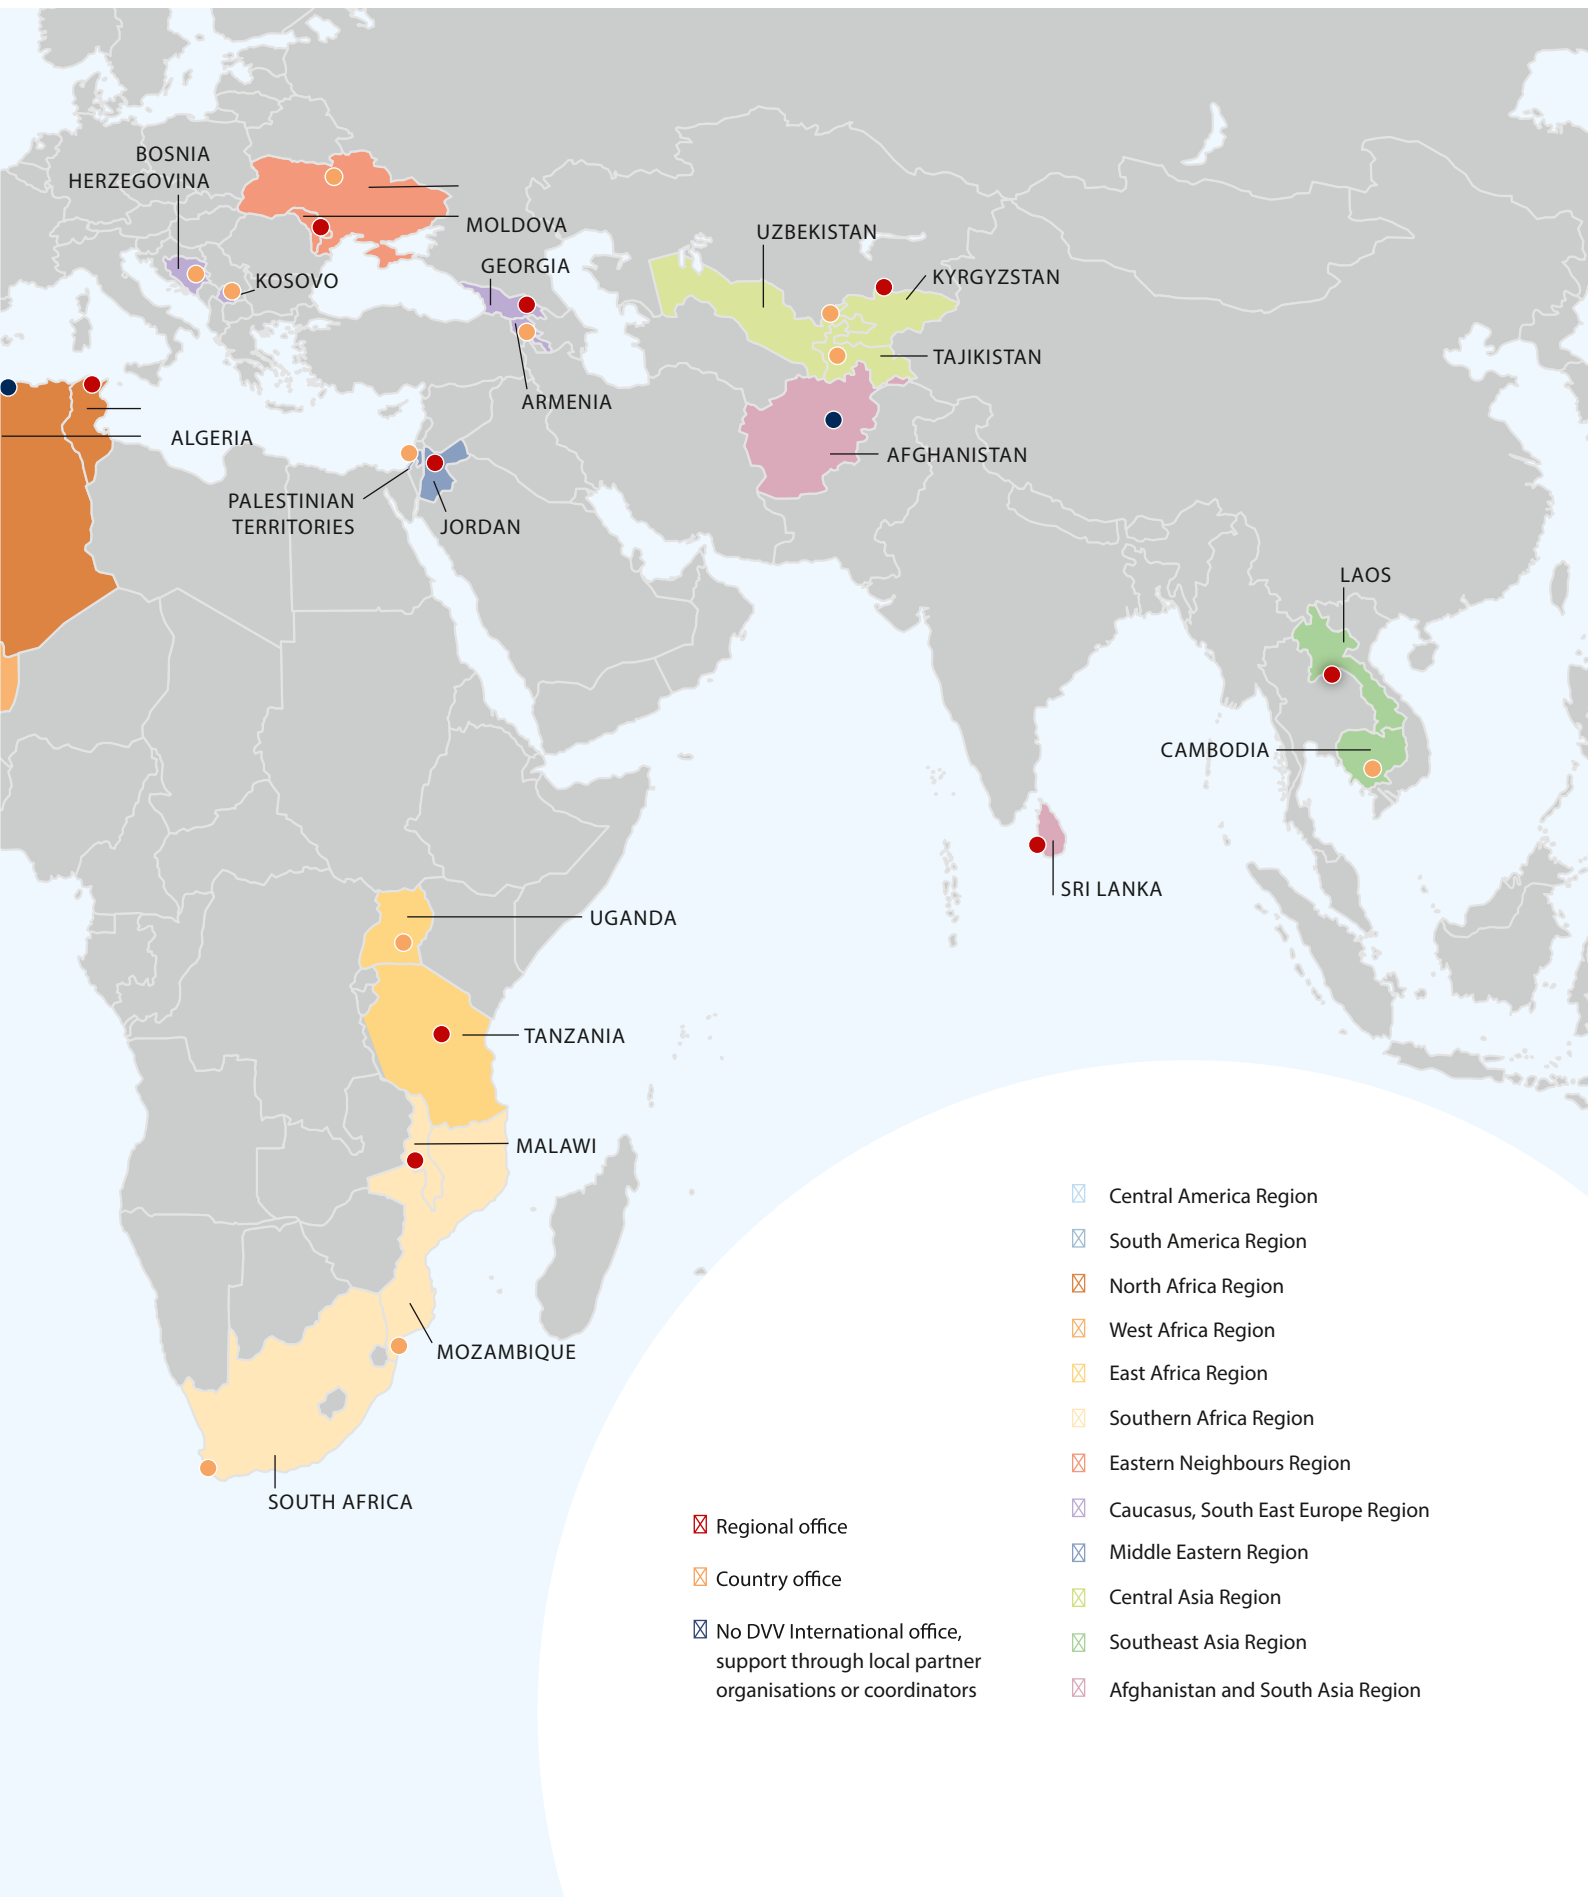 BOSNIA
HERZEGOVINA
MOLDOVA
UZBEKISTAN
GEORGIA
KYRGYZSTAN
KOSOVO
TAJIKISTAN
ARMENIA
ALGERIA
AFGHANISTAN
PALESTINIAN
TERRITORIES
JORDAN
LAOS
CAMBODIA
SRI LANKA
UGANDA
TANZANIA
MALAWI
MOZAMBIQUE
SOUTH AFRICA
Regional office
Country office
No DVV International office,
support through local partner
organisations or coordinators
Central America Region
South America Region
North Africa Region
West Africa Region
East Africa Region
Southern Africa Region
Eastern Neighbours Region
Caucasus, South East Europe Region
Middle Eastern Region
Central Asia Region
Southeast Asia Region
Afghanistan and South Asia Region